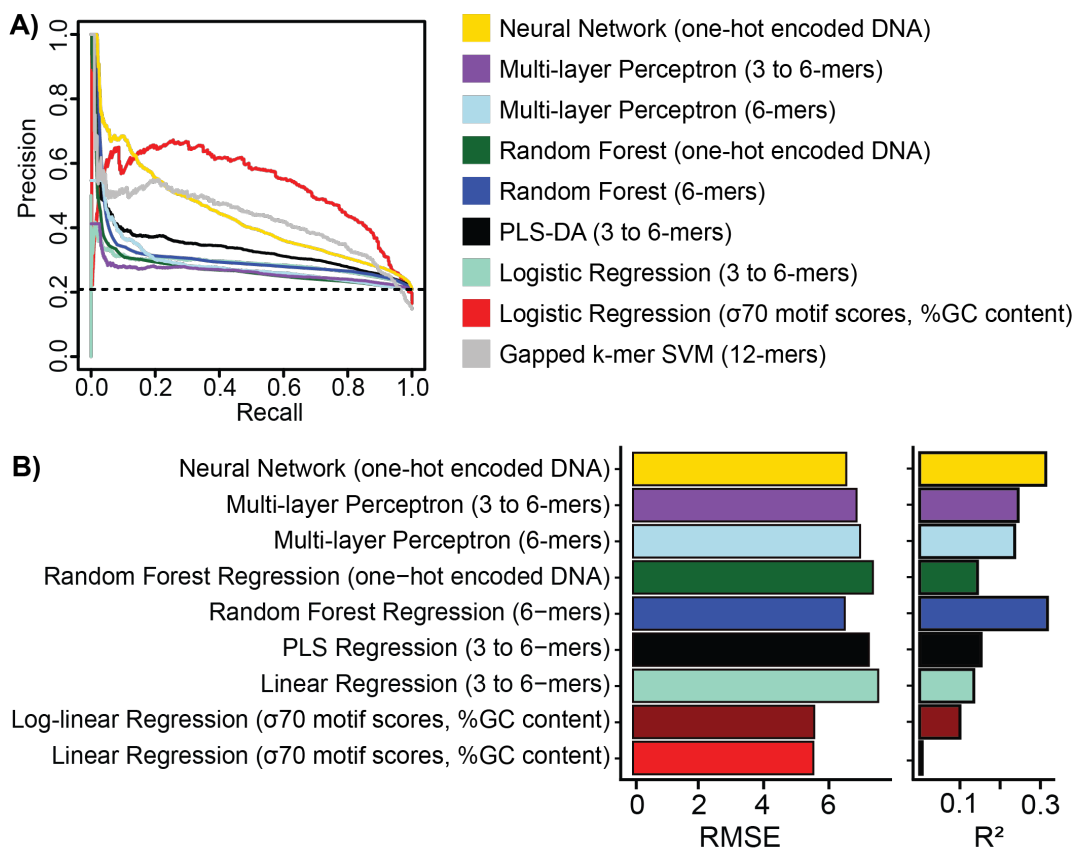 A)
Precision
1.0
0.8
0.6
0.4
0.2
0.0
0.0 0.2 0.4 0.6 0.8 1.0
Recall
Neural Network (one-hot encoded DNA)
Multi-layer Perceptron (3 to 6-mers)
Multi-layer Perceptron (6-mers)
Random Forest (one-hot encoded DNA)
Random Forest (6-mers)
PLS-DA (3 to 6-mers)
Logistic Regression (3 to 6-mers)
Logistic Regression (σ70 motif scores, %GC content)
Gapped k-mer SVM (12-mers)
B)
Neural Network (one-hot encoded DNA)
Multi-layer Perceptron (3 to 6-mers)
Multi-layer Perceptron (6-mers)
Random Forest Regression (one−hot encoded DNA)
Random Forest Regression (6−mers)
PLS Regression (3 to 6−mers)
Linear Regression (3 to 6−mers)
Log-linear Regression (σ70 motif scores, %GC content)
Linear Regression (σ70 motif scores, %GC content)
0 2 4 6
RMSE
0.1 0.3
R²